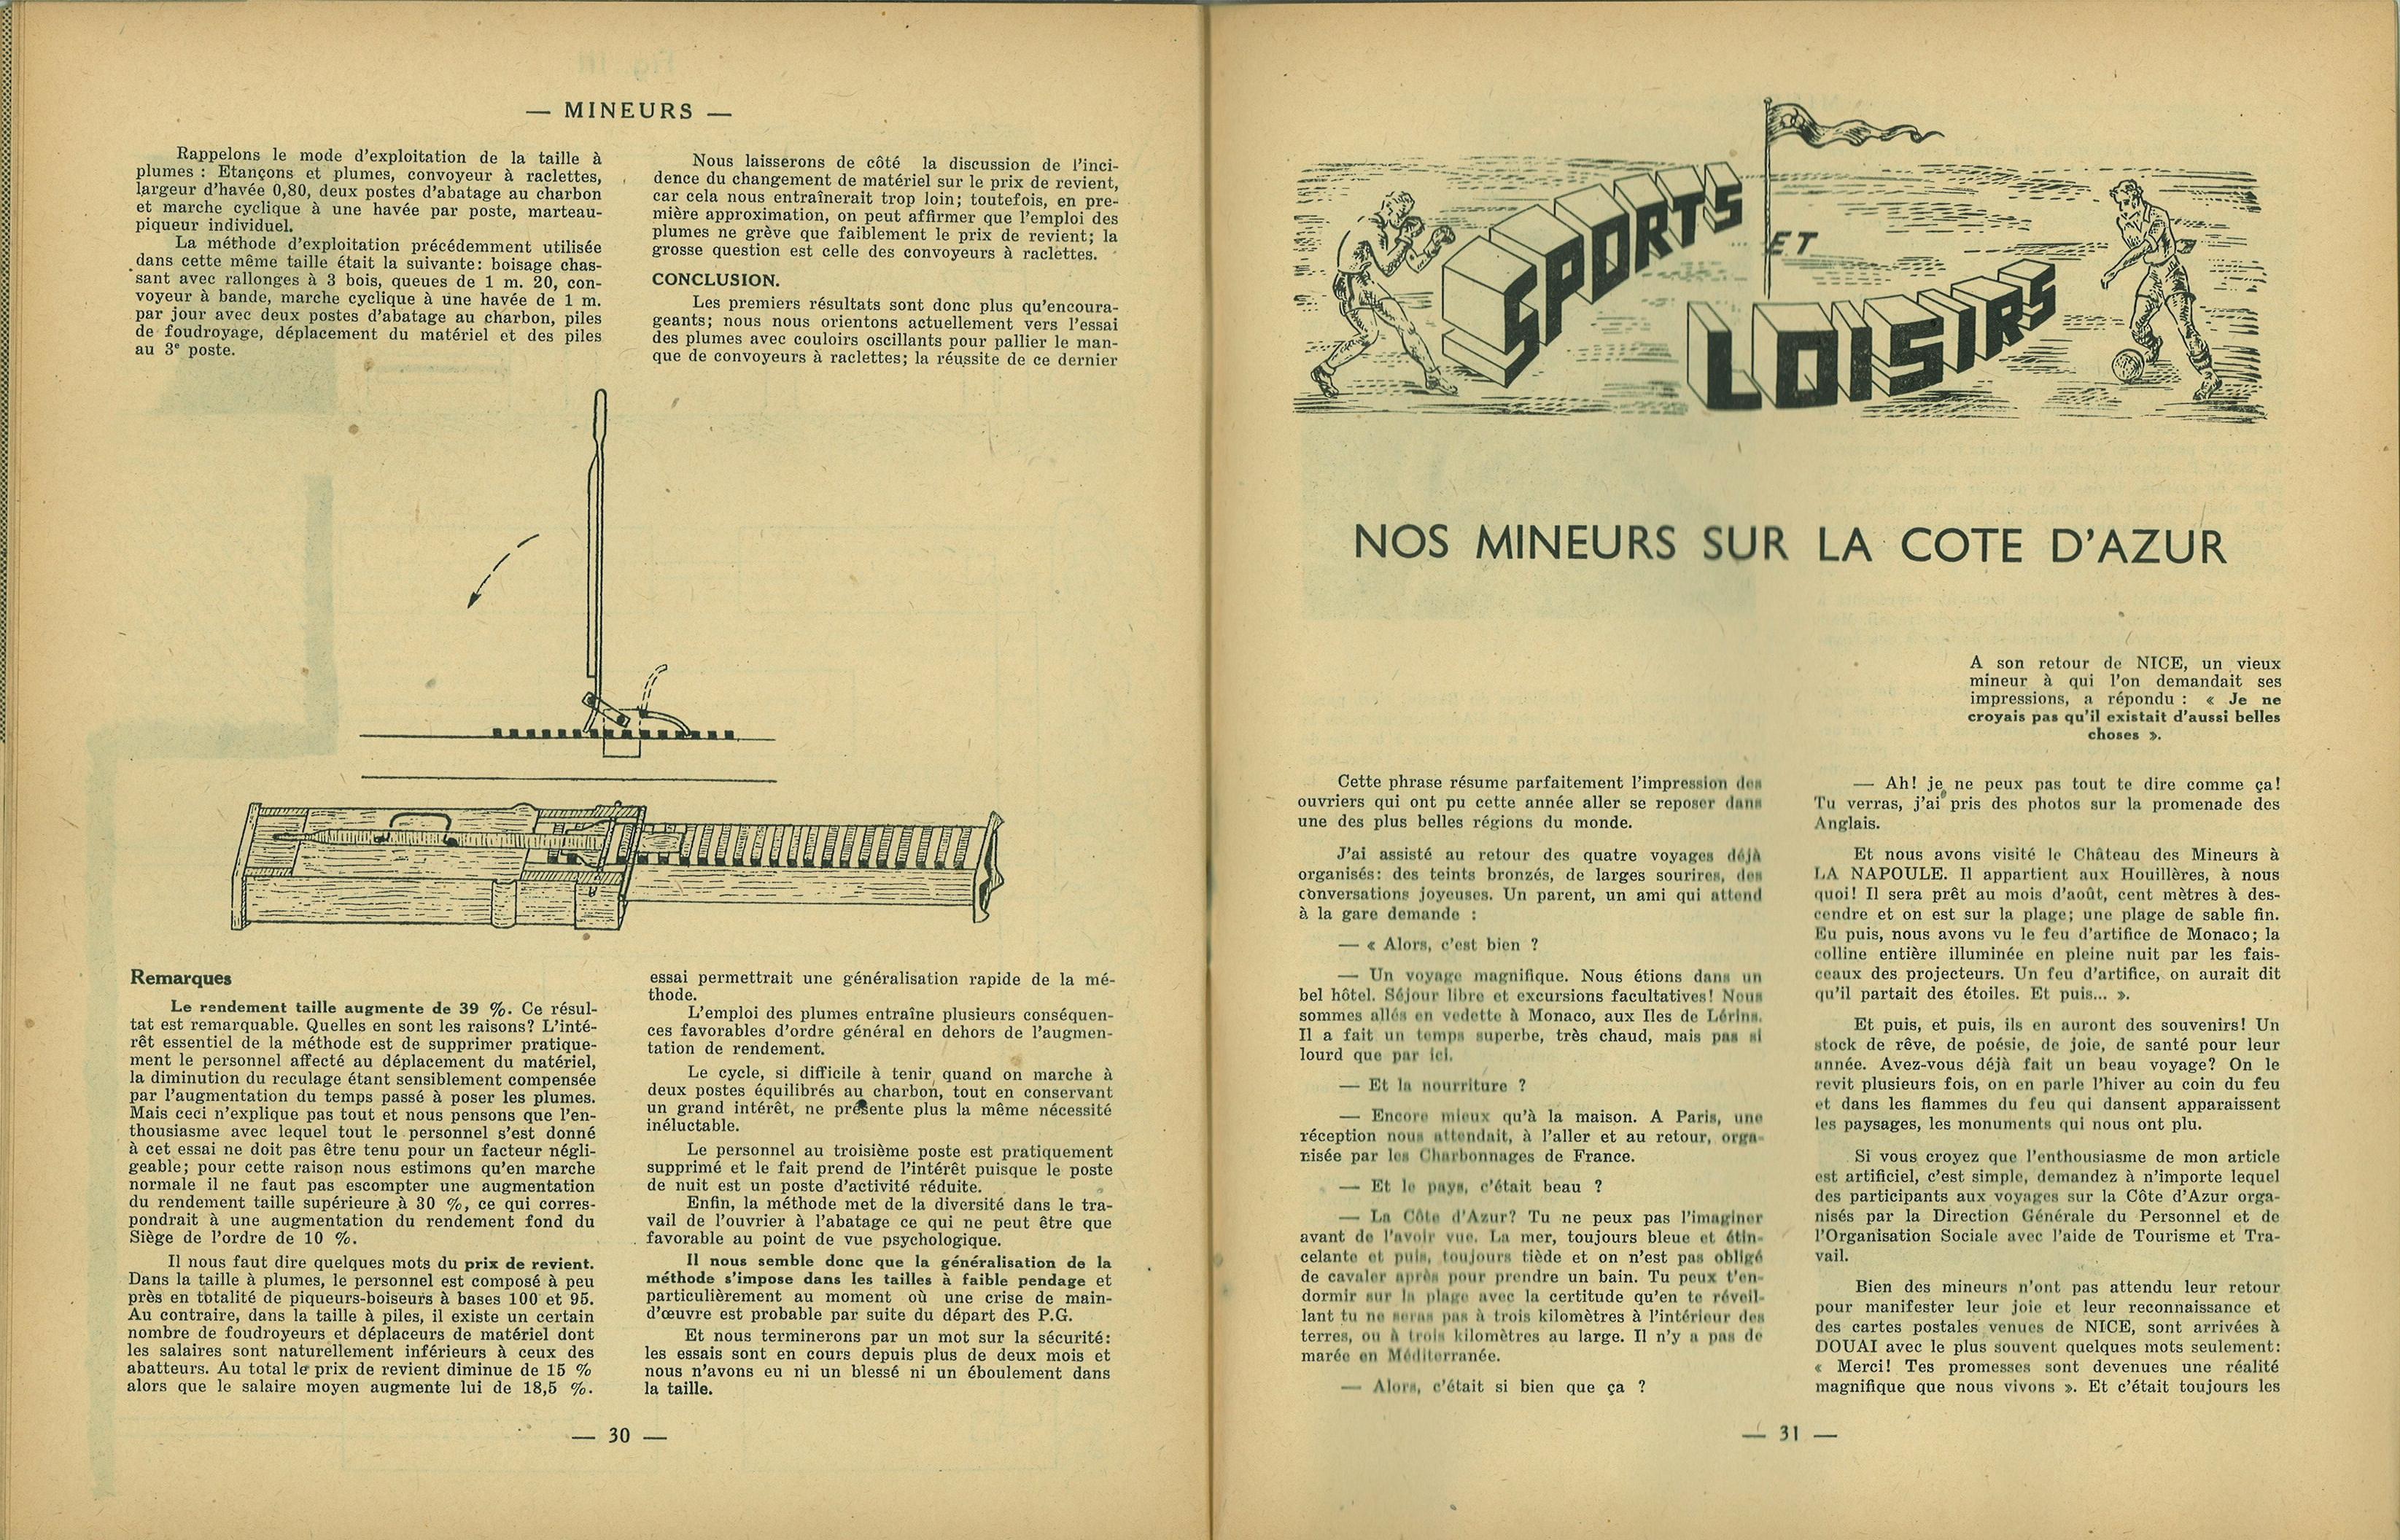 — MINEURS —
Rappelons le mode d'exploitation de la taille à
plumes : Etançons et plumes, convoyeur à raclettes,
largeur d'havée 0,80, deux postes d'abatage au charbon
et marche cyclique à une havée par poste, marteau-
piqueur individuel.
La méthode d'exploitation précédemment utilisée
dans cette même taille était la suivante: boisage chas-
sant avec rallonges à 3 bois, queues de 1 m. 20, con-
voyeur à bande, marche cyclique à une havée de 1 m.
par jour avec deux postes d'abatage au charbon, piles
de foudroyage, déplacement du matériel et des piles
au 3e poste.
Nous laisserons de côté la discussion de l'inci-
dence du changement de matériel sur le prix de revient,
car cela nous entraînerait trop loin; toutefois, en pre-
mière approximation, on peut affirmer que l'emploi des
plumes ne grève que faiblement le prix de revient; la
grosse question est celle des convoyeurs à raclettes.
CONCLUSION.
Les premiers résultats sont donc plus qu'encoura-
geants; nous nous orientons actuellement vers l'essai
des plumes avec couloirs oscillants pour pallier le man-
que de convoyeurs à raclettes; la réussite de ce dernier
Remarques
Le rendement taille augmente de 39 %. Ce résul-
tat est remarquable. Quelles en sont les raisons? L'inté-
rêt essentiel de la méthode est de supprimer pratique-
ment le personnel affecté au déplacement du matériel,
la diminution du reculage étant sensiblement compensée
par l'augmentation du temps passé à poser les plumes.
Mais ceci n'explique pas tout et nous pensons que l'en-
thousiasme avec lequel tout le personnel s'est donné
à cet essai ne doit pas être tenu pour un facteur négli-
geable; pour cette raison nous estimons qu'en marche
normale il ne faut pas escompter une augmentation
du rendement taille supérieure à 30 %, ce qui corres-
pondrait à une augmentation du rendement fond du
Siège de l'ordre de 10 %.
Il nous faut dire quelques mots du prix de revient.
Dans la taille à plumes, le personnel est composé à peu
près en totalité de piqueurs-boiseurs à bases 100 et 95.
Au contraire, dans la taille à piles, il existe un certain
nombre de foudroyeurs et déplaceurs de matériel dont
les salaires sont naturellement inférieurs à ceux des
abatteurs. Au total le prix de revient diminue de 15 %
alors que le salaire moyen augmente lui de 18,5 %.
essai permettrait une généralisation rapide de la mé-
thode.
L'emploi des plumes entraîne plusieurs conséquen-
ces favorables d'ordre général en dehors de l'augmen-
tation de rendement.
Le cycle, si difficile à tenir quand on marche à
deux postes équilibrés au charbon, tout en conservant
un grand intérêt, ne présente plus la même nécessité
inéluctable.
Le personnel au troisième poste est pratiquement
supprimé et le fait prend de l'intérêt puisque le poste
de nuit est un poste d'activité réduite.
Enfin, la méthode met de la diversité dans le tra-
vail de l'ouvrier à l'abatage ce qui ne peut être que
favorable au point de vue psychologique.
Il nous semble donc que la généralisation de la
méthode s'impose dans les tailles à faible pendage et
particulièrement au moment où une crise de main-
d'œuvre est probable par suite du départ des P.G.
Et nous terminerons par un mot sur la sécurité:
les essais sont en cours depuis plus de deux mois et
nous n'avons eu ni un blessé ni un éboulement dans
la taille.
— 30 —
SPORTS
ET
LOISIRS
NOS MINEURS SUR LA COTE D'AZUR
A son retour de NICE, un vieux
mineur à qui l'on demandait ses
impressions, a répondu : « Je ne
croyais pas qu'il existait d'aussi belles
choses ».
Cette phrase résume parfaitement l'impression des
ouvriers qui ont pu cette année aller se reposer dans
une des plus belles régions du monde.
J'ai assisté au retour des quatre voyages déjà
organisés: des teints bronzés, de larges sourires, des
conversations joyeuses. Un parent, un ami qui attend
à la gare demande :
— « Alors, c'est bien ?
— Un voyage magnifique. Nous étions dans un
bel hôtel. Séjour libre et excursions facultatives! Nous
sommes allés en vedette à Monaco, aux Iles de Lérins.
Il a fait un temps superbe, très chaud, mais pas si
lourd que par ici.
— Et la nourriture ?
— Encore mieux qu'à la maison. A Paris, une
réception nous attendait, à l'aller et au retour, orga-
nisée par les Charbonnages de France.
— Et le pays, c'était beau ?
— La Côte d'Azur? Tu ne peux pas l'imaginer
avant de l'avoir vue. La mer, toujours bleue et étin-
celante et puis, toujours tiède et on n'est pas obligé
de cavaler après pour prendre un bain. Tu peux t'en-
dormir sur la plage avec la certitude qu'en te réveil-
lant tu ne seras pas à trois kilomètres à l'intérieur des
terres, ou à trois kilomètres au large. Il n'y a pas de
marée en Méditerranée.
— Alors, c'était si bien que ça ?
— Ah! je ne peux pas tout te dire comme ça!
Tu verras, j'ai pris des photos sur la promenade des
Anglais.
Et nous avons visité le Château des Mineurs à
LA NAPOULE. Il appartient aux Houillères, à nous
quoi! Il sera prêt au mois d'août, cent mètres à des-
cendre et on est sur la plage; une plage de sable fin.
Eu puis, nous avons vu le feu d'artifice de Monaco; la
colline entière illuminée en pleine nuit par les fais-
ceaux des projecteurs. Un feu d'artifice, on aurait dit
qu'il partait des étoiles. Et puis... ».
Et puis, et puis, ils en auront des souvenirs! Un
stock de rêve, de poésie, de joie, de santé pour leur
année. Avez-vous déjà fait un beau voyage? On le
revit plusieurs fois, on en parle l'hiver au coin du feu
et dans les flammes du feu qui dansent apparaissent
les paysages, les monuments qui nous ont plu.
Si vous croyez que l'enthousiasme de mon article
est artificiel, c'est simple, demandez à n'importe lequel
des participants aux voyages sur la Côte d'Azur orga-
nisés par la Direction Générale du Personnel et de
l'Organisation Sociale avec l'aide de Tourisme et Tra-
vail.
Bien des mineurs n'ont pas attendu leur retour
pour manifester leur joie et leur reconnaissance et
des cartes postales venues de NICE, sont arrivées à
DOUAI avec le plus souvent quelques mots seulement:
« Merci! Tes promesses sont devenues une réalité
magnifique que nous vivons ». Et c'était toujours les
— 31 —